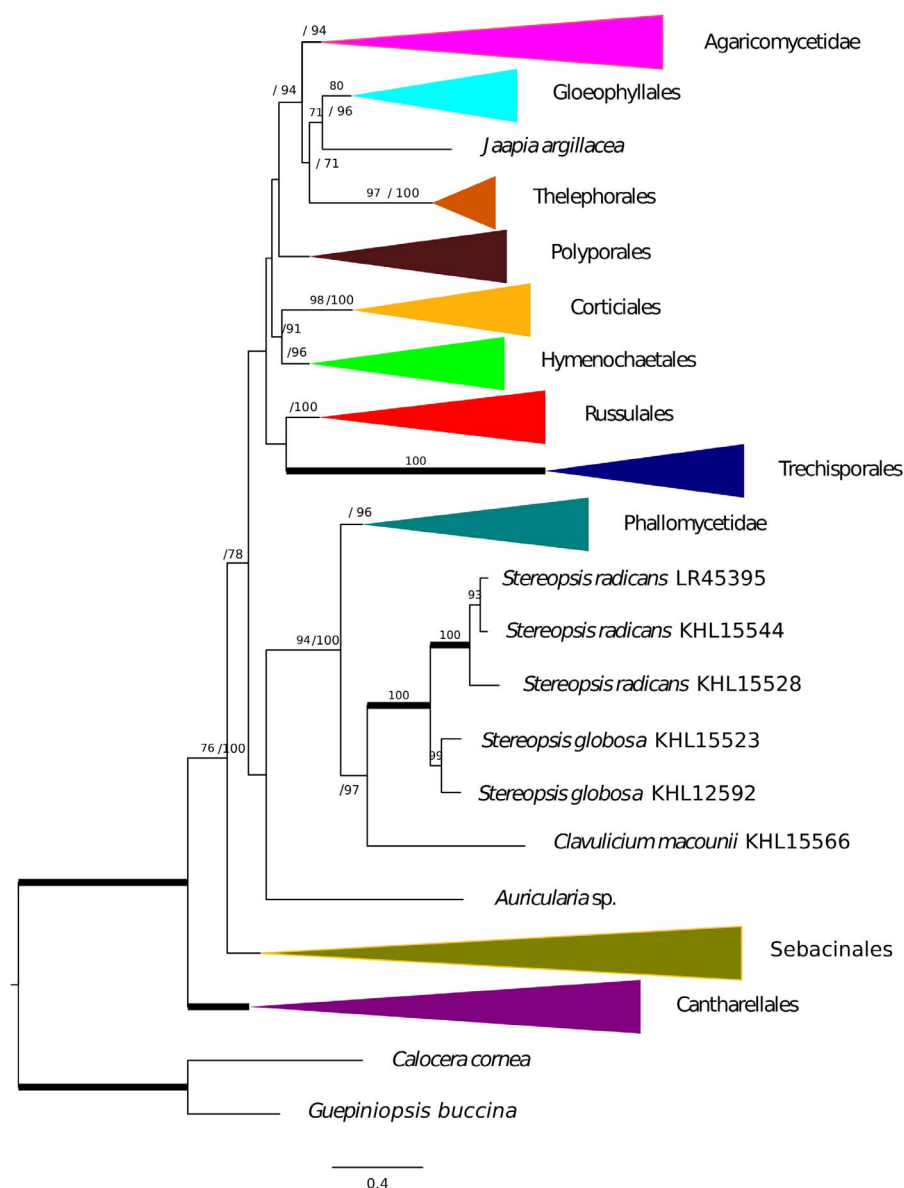 / 94
Agaricomycetidae
/ 94
80
Gloeophyllales
71
/ 96
Jaapia argillacea
/ 71
97 / 100
Thelephorales
Polyporales
98/100
Corticiales
/91
/96
Hymenochaetales
/100
Russulales
100
Trechisporales
/ 96
Phallomycetidae
/78
Stereopsis radicans LR45395
93
Stereopsis radicans KHL15544
94/100
100
Stereopsis radicans KHL15528
100
Stereopsis globosa KHL15523
99
76 /100
/97
Stereopsis globosa KHL12592
Clavulicium macounii KHL15566
Auricularia sp.
Sebacinales
Cantharellales
Calocera cornea
Guepiniopsis buccina
0.4